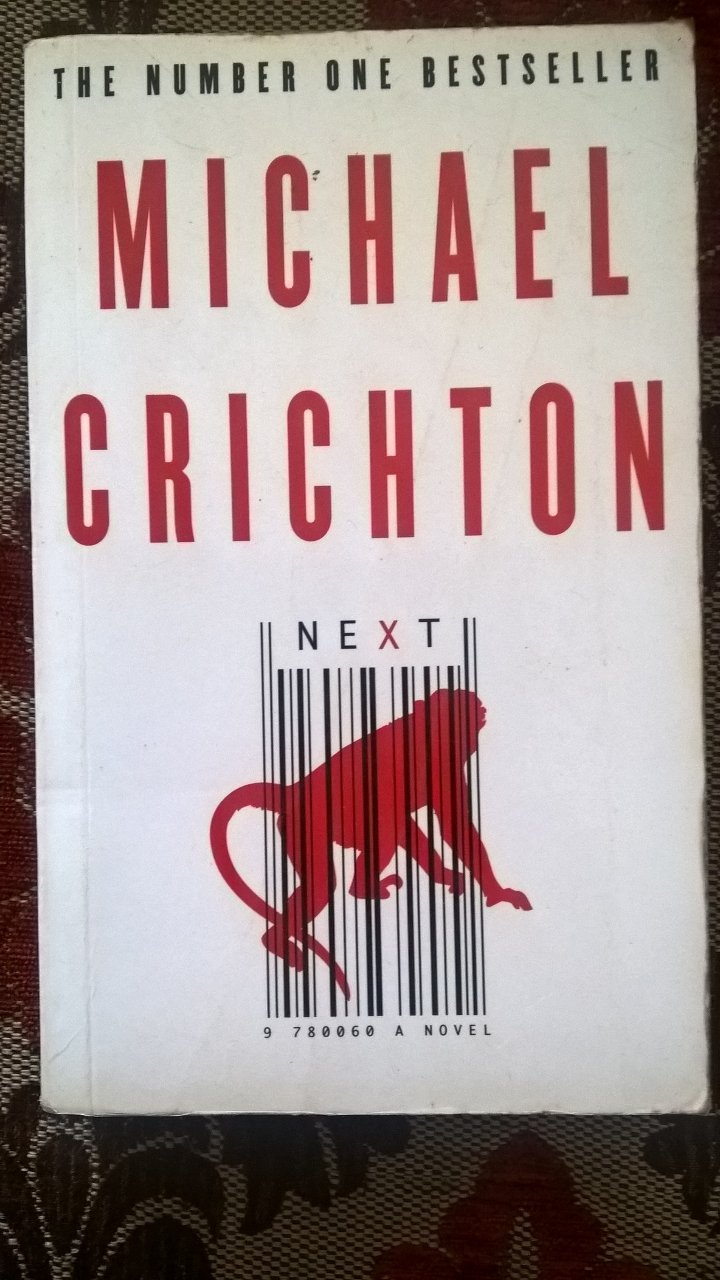 THE NUMBER ONE BESTSELLER
MICHAEL
CRICHTON
NEXT
9 780060 A NOVEL